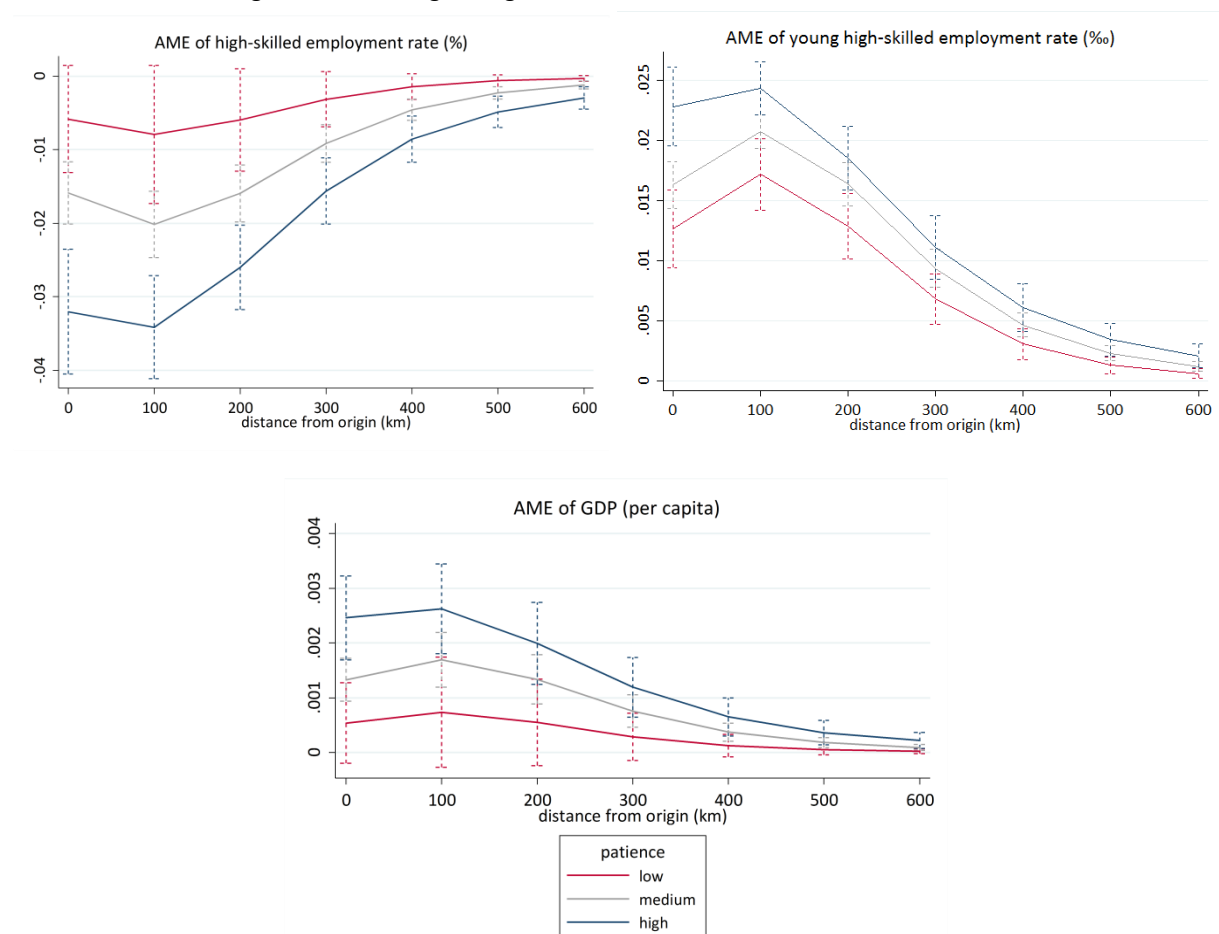 AME of high-skilled employment rate (%)
0
-.01
-.02
-.03
-.04
0 100 200 300 400 500 600
distance from origin (km)
AME of young high-skilled employment rate (‰)
.025
.02
.015
.01
.005
0
0 100 200 300 400 500 600
distance from origin (km)
AME of GDP (per capita)
.004
.003
.002
.001
0
0 100 200 300 400 500 600
distance from origin (km)
patience
low
medium
high